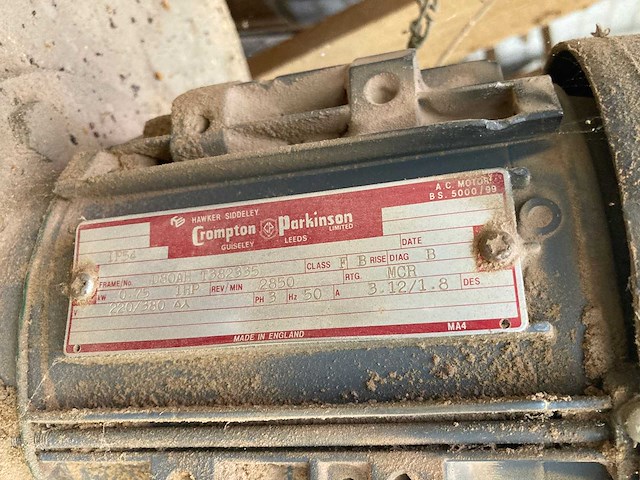 HAWKER SIDDELEY
Crompton Parkinson LIMITED
GUISELEY LEEDS
A.C. MOTOR
B.S. 5000/99
IP54
DATE
FRAME/No. CLASS F B RISE DIAG B
KW 0.75 1HP REV/MIN 2850 RTG MCR
V 220/380 Δ⅄ PH 3 Hz 50 A 3.12/1.8 DES
MADE IN ENGLAND
MA4